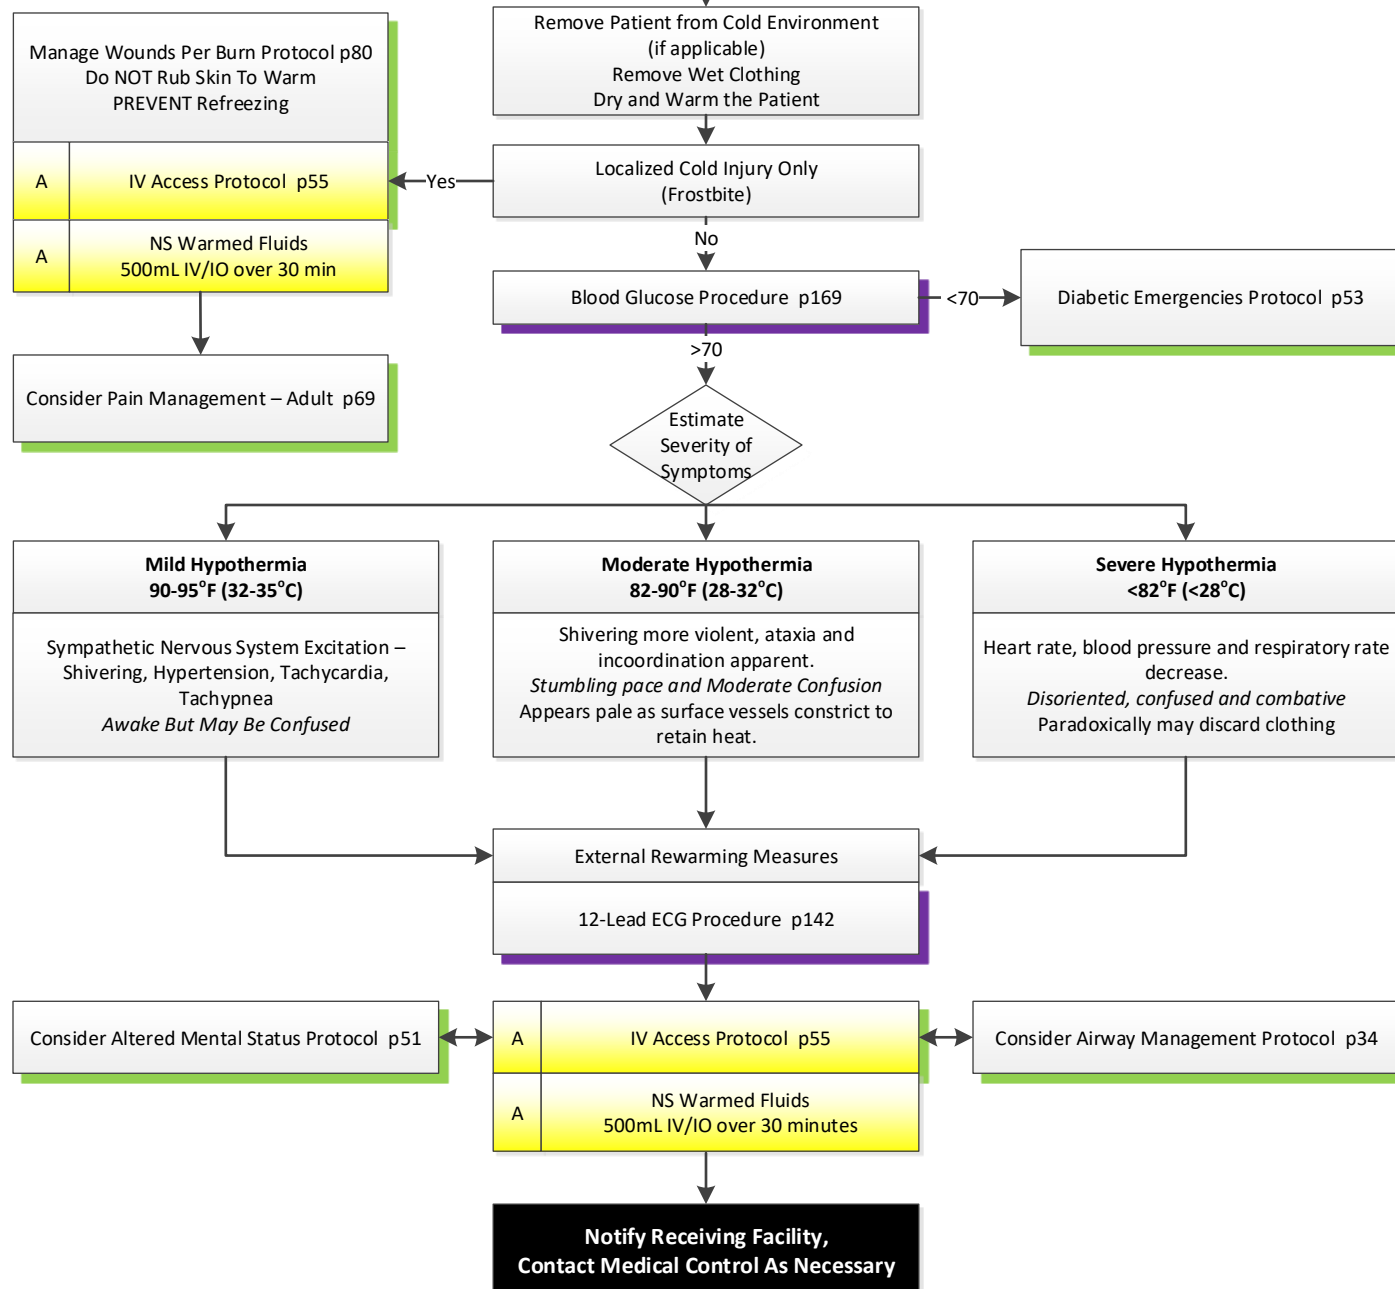 Remove Patient from Cold Environment
(if applicable)
Remove Wet Clothing
Dry and Warm the Patient
Manage Wounds Per Burn Protocol p80
Do NOT Rub Skin To Warm
PREVENT Refreezing
A
IV Access Protocol p55
A
NS Warmed Fluids
500mL IV/IO over 30 min
Yes
Localized Cold Injury Only
(Frostbite)
No
Blood Glucose Procedure p169
<70
Diabetic Emergencies Protocol p53
>70
Consider Pain Management – Adult p69
Estimate
Severity of
Symptoms
Mild Hypothermia
90-95°F (32-35°C)
Sympathetic Nervous System Excitation –
Shivering, Hypertension, Tachycardia,
Tachypnea
Awake But May Be Confused
Moderate Hypothermia
82-90°F (28-32°C)
Shivering more violent, ataxia and
incoordination apparent.
Stumbling pace and Moderate Confusion
Appears pale as surface vessels constrict to
retain heat.
Severe Hypothermia
<82°F (<28°C)
Heart rate, blood pressure and respiratory rate
decrease.
Disoriented, confused and combative
Paradoxically may discard clothing
External Rewarming Measures
12-Lead ECG Procedure p142
Consider Altered Mental Status Protocol p51
A
IV Access Protocol p55
Consider Airway Management Protocol p34
A
NS Warmed Fluids
500mL IV/IO over 30 minutes
Notify Receiving Facility,
Contact Medical Control As Necessary